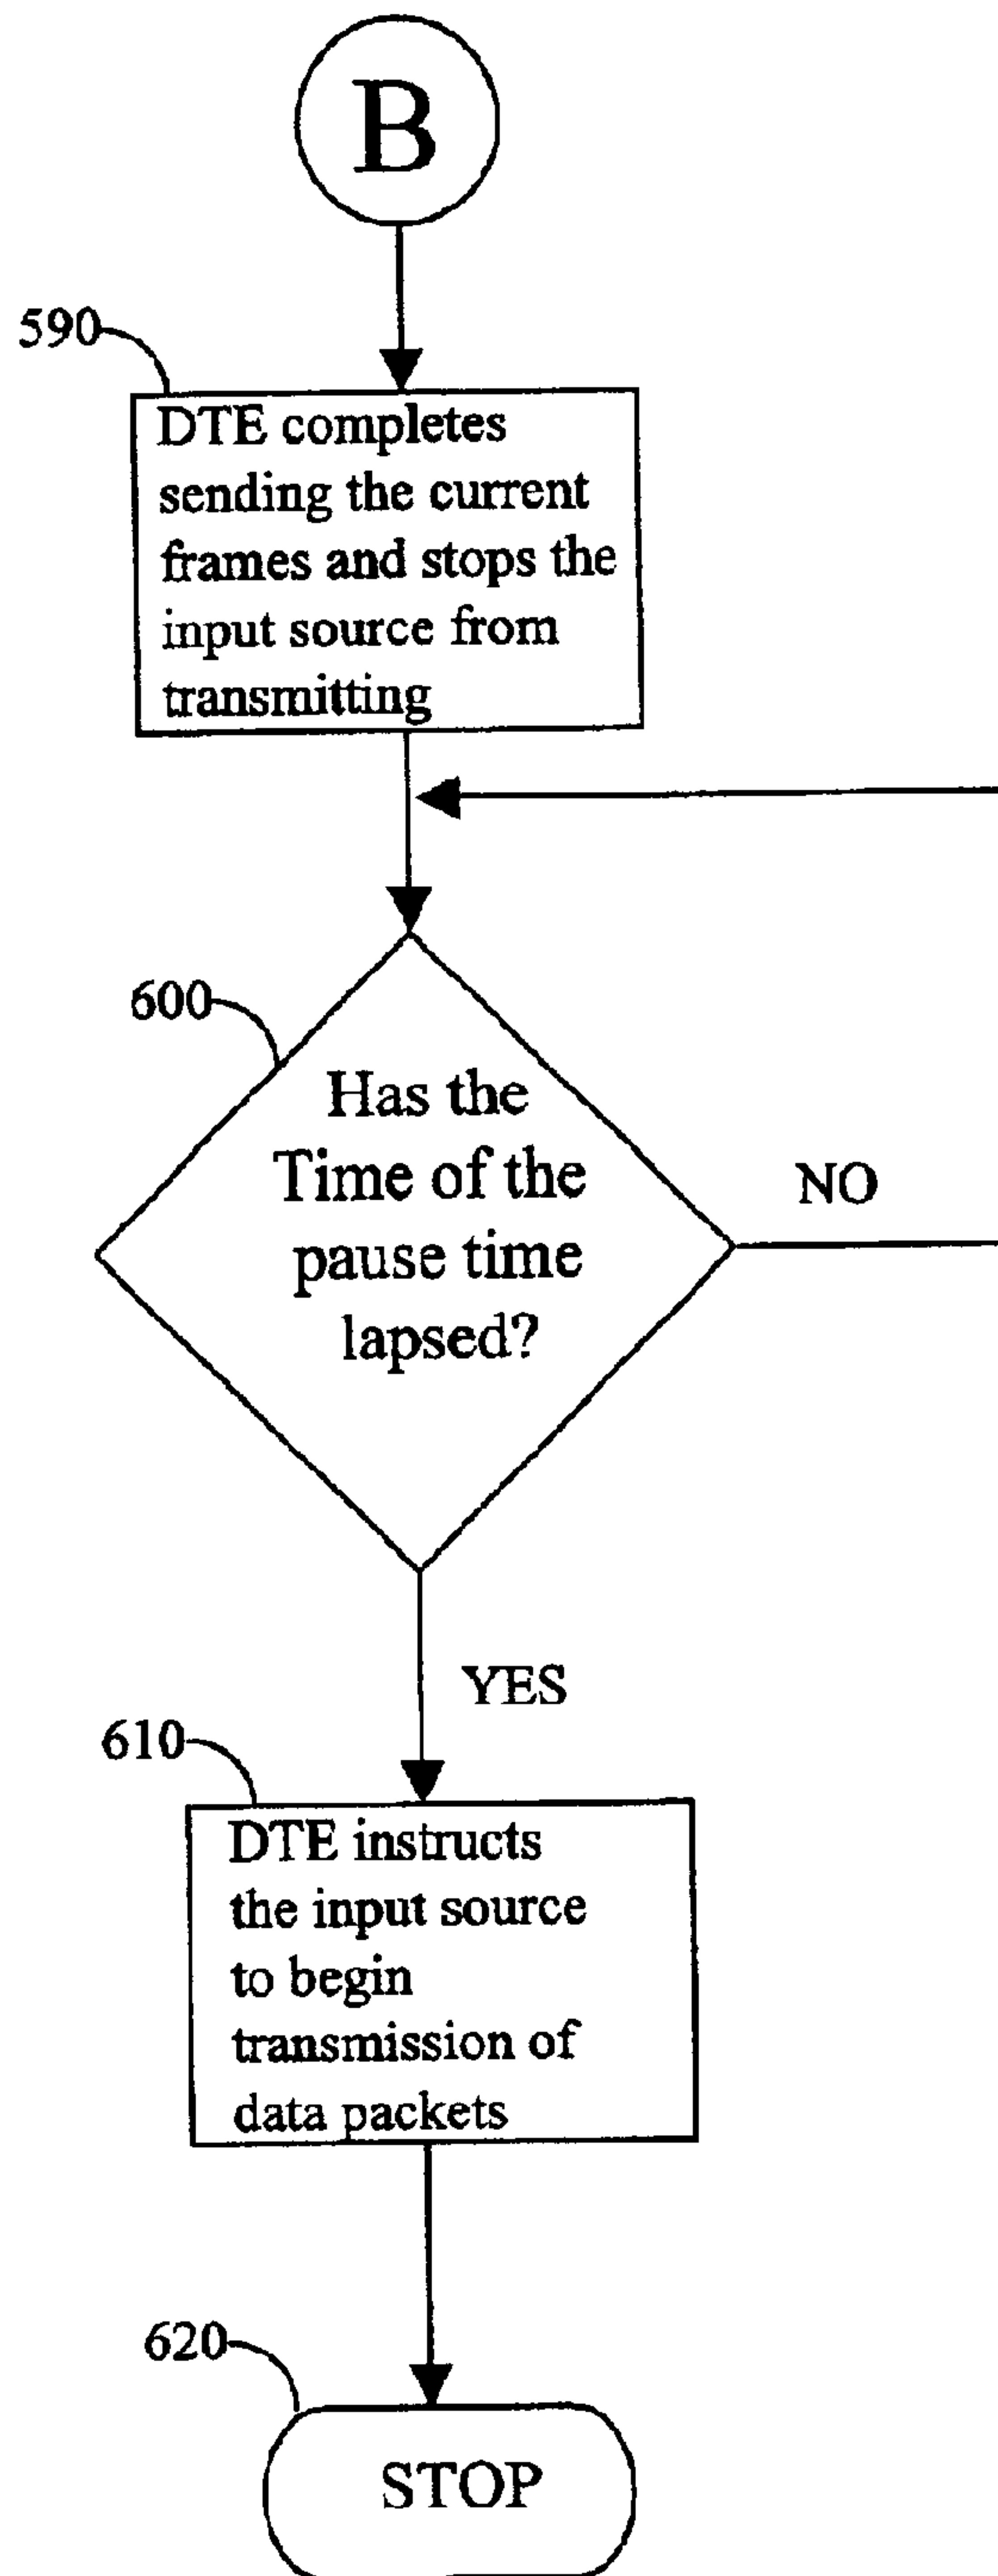 B
590
DTE completes
sending the current
frames and stops the
input source from
transmitting
600
Has the
Time of the
pause time
lapsed?
NO
YES
610
DTE instructs
the input source
to begin
transmission of
data packets
620
STOP